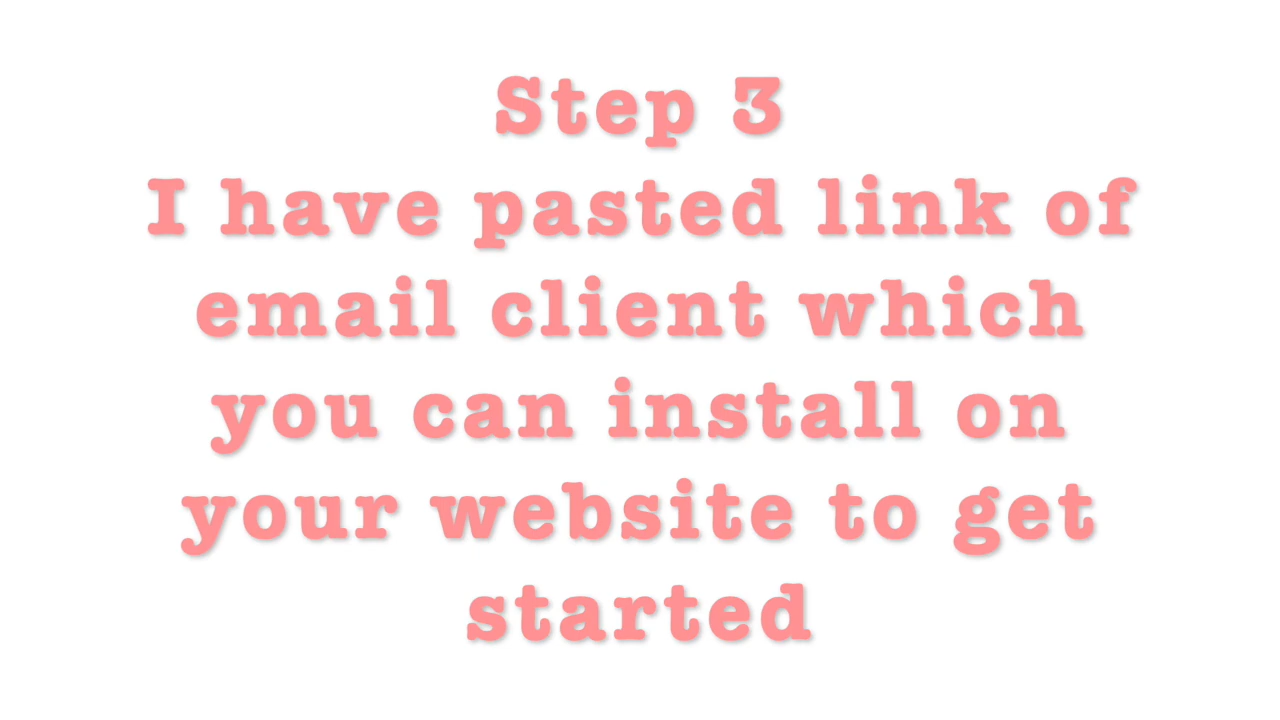 Step 3
I have pasted link of
email client which
you can install on
your website to get
started